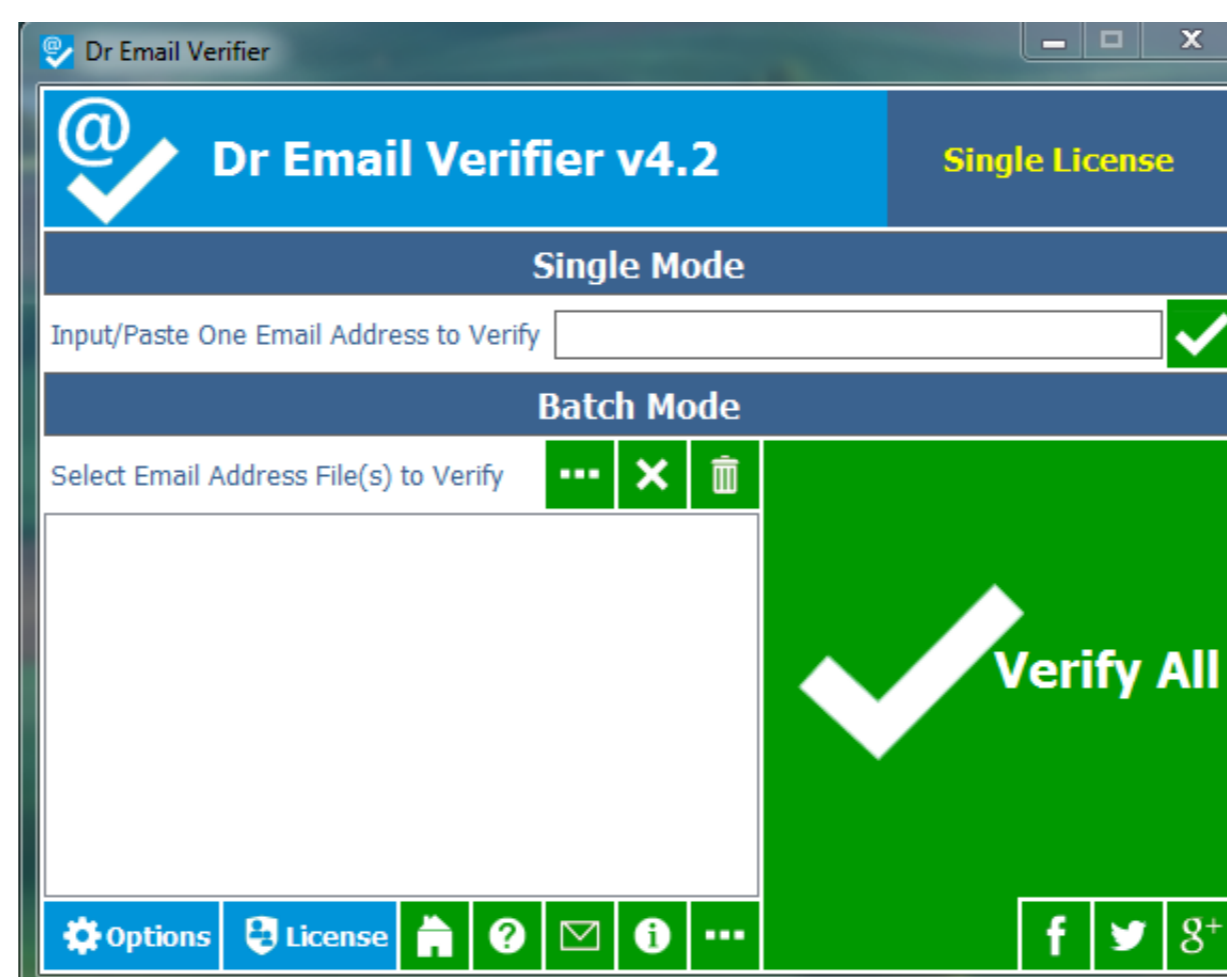 Dr Email Verifier
Dr Email Verifier v4.2
Single License
Single Mode
Input/Paste One Email Address to Verify
Batch Mode
Select Email Address File(s) to Verify
Verify All
Options
License